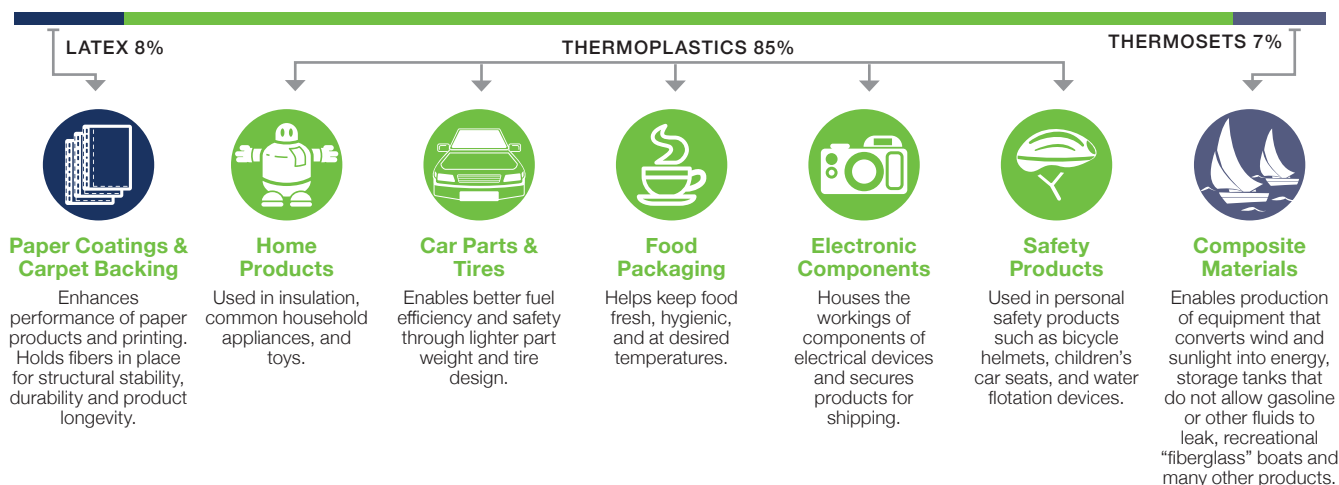 LATEX 8%
THERMOPLASTICS 85%
THERMOSETS 7%
Paper Coatings &
Carpet Backing
Enhances
performance of paper
products and printing.
Holds fibers in place
for structural stability,
durability and product
longevity.
Home
Products
Used in insulation,
common household
appliances, and
toys.
Car Parts &
Tires
Enables better fuel
efficiency and safety
through lighter part
weight and tire
design.
Food
Packaging
Helps keep food
fresh, hygienic,
and at desired
temperatures.
Electronic
Components
Houses the
workings of
components of
electrical devices
and secures
products for
shipping.
Safety
Products
Used in personal
safety products
such as bicycle
helmets, children’s
car seats, and water
flotation devices.
Composite
Materials
Enables production
of equipment that
converts wind and
sunlight into energy,
storage tanks that
do not allow gasoline
or other fluids to
leak, recreational
“fiberglass” boats and
many other products.